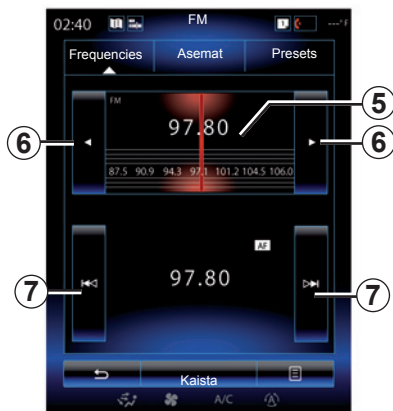 02:40 FM 1 ---°F
Frequencies Asemat Presets
FM
97.80
5
6 6
87.5 90.9 94.3 97.1 101.2 104.5 106.0
AF
97.80
7 7
Kaista
A/C A